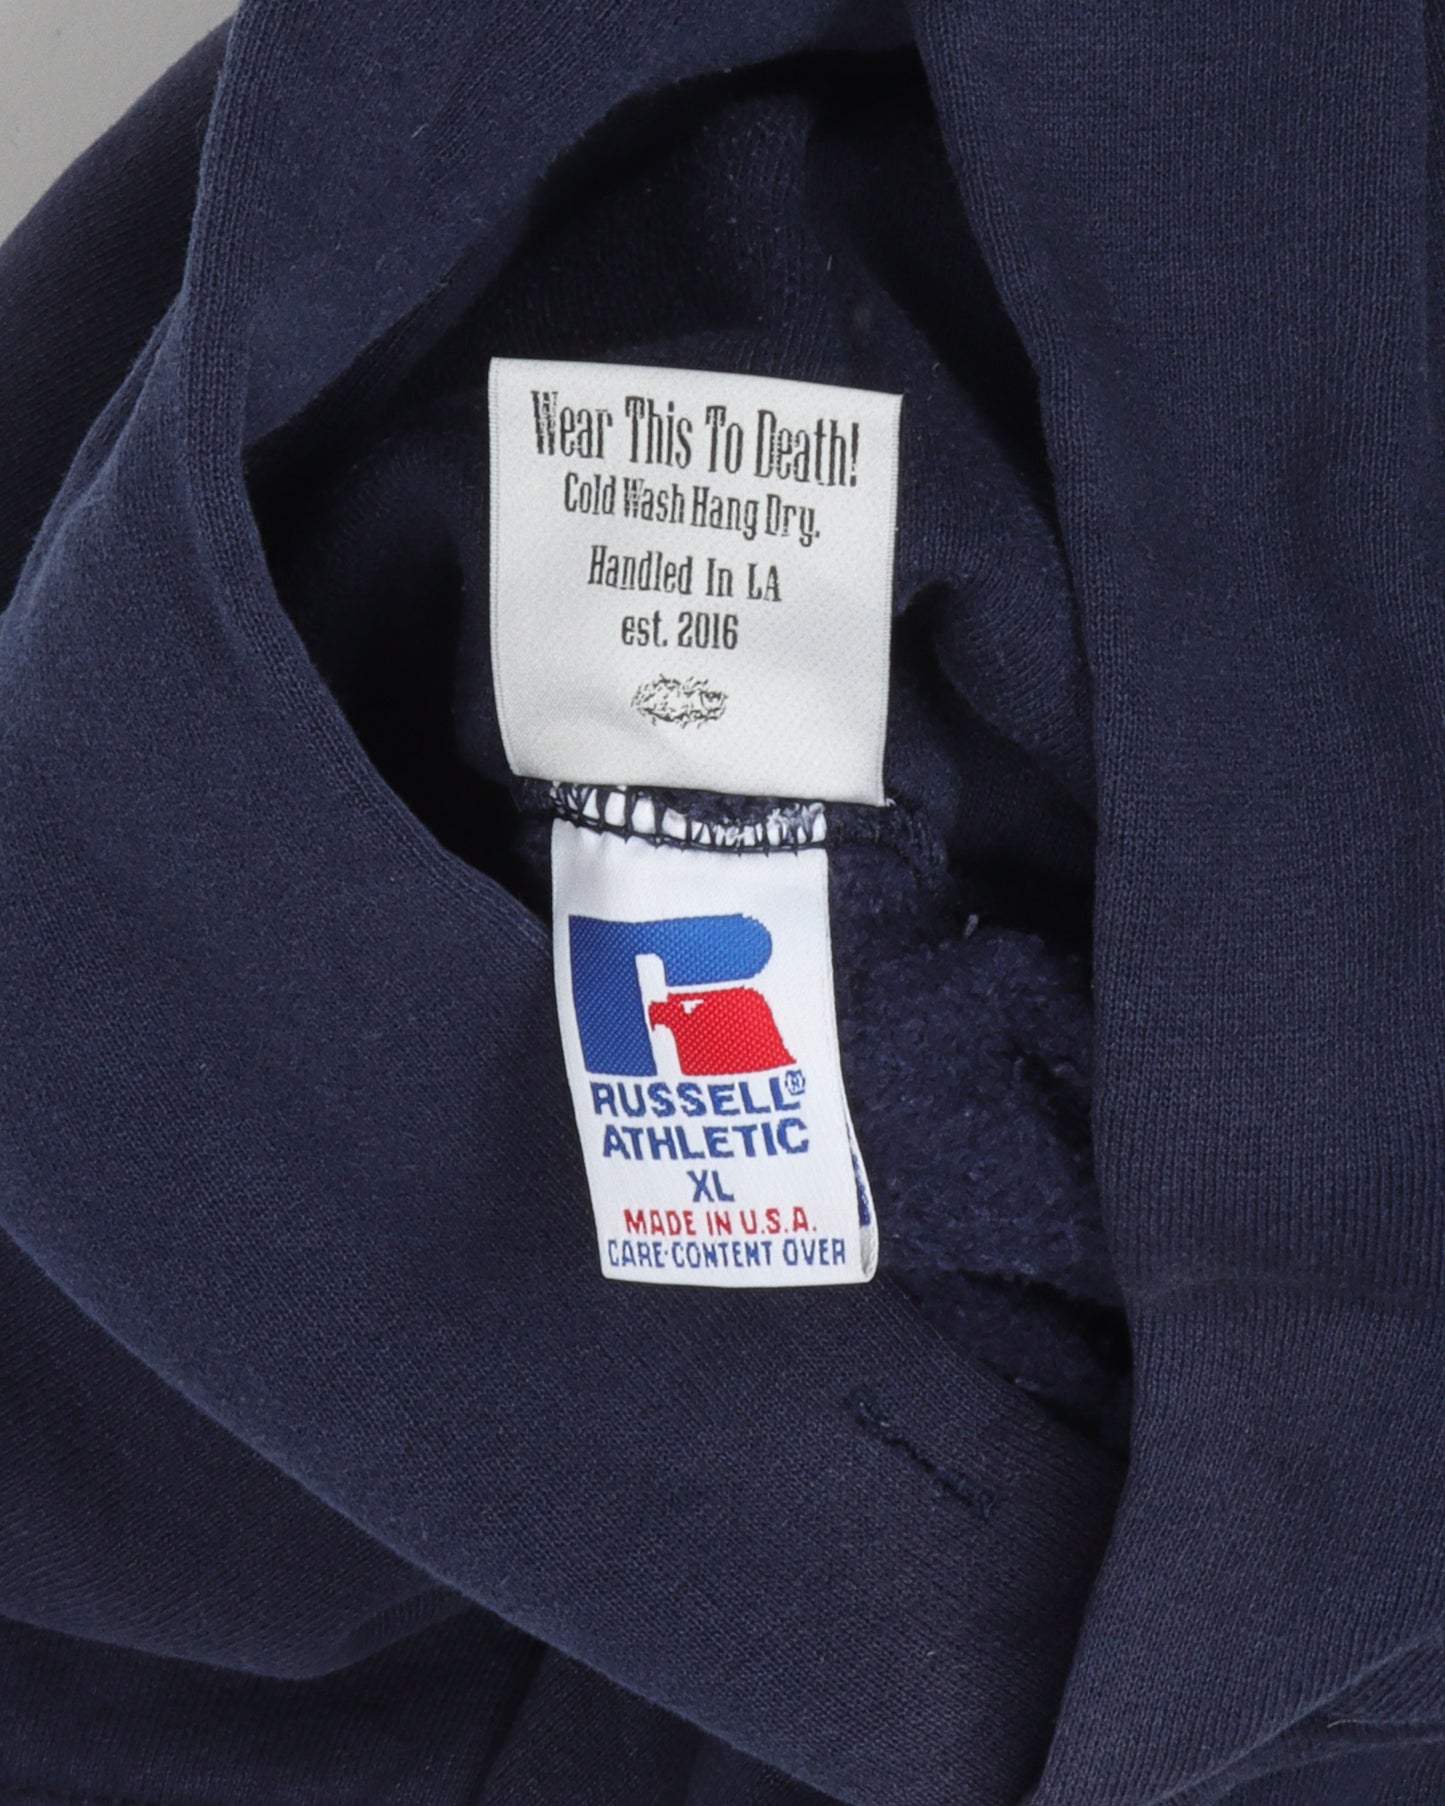 Wear This To Death!
Cold Wash Hang Dry.
Handled In LA
est. 2016
RUSSELL
ATHLETIC
XL
MADE IN U.S.A.
CARE·CONTENT OVER